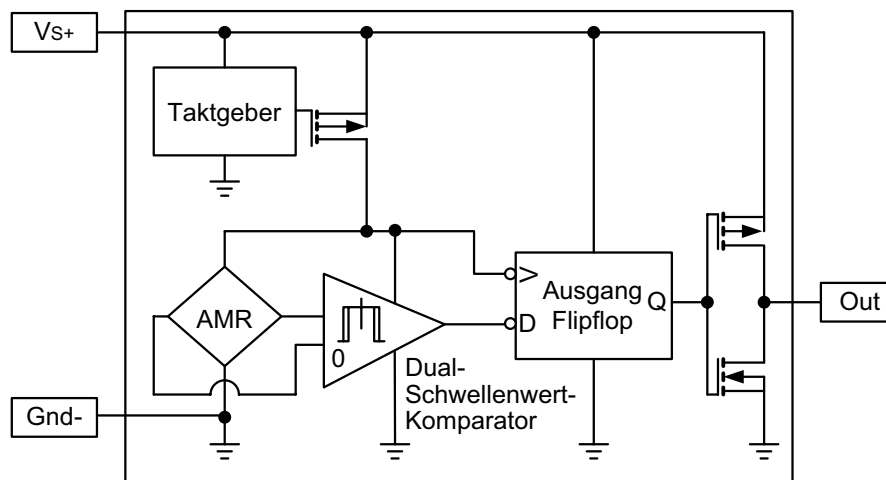 Vs+
Taktgeber
AMR
0
Dual-
Schwellenwert-
Komparator
>
D
Ausgang
Flipflop
Q
Out
Gnd-